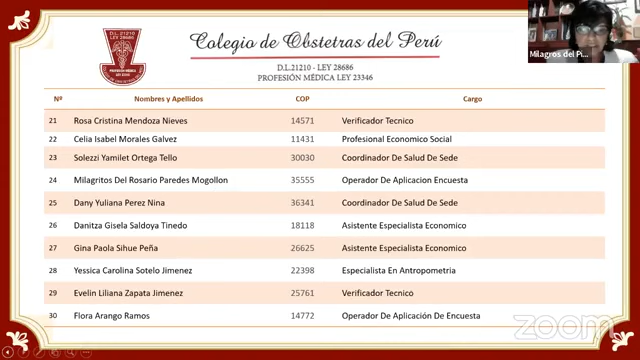 D.L. 21210
LEY 28686
Colegio de Obstetras del Perú
D.L.21210 - LEY 28686
PROFESIÓN MÉDICA LEY 23346
Milagros del Pi...
Nº Nombres y Apellidos COP Cargo
21 Rosa Cristina Mendoza Nieves 14571 Verificador Tecnico
22 Celia Isabel Morales Galvez 11431 Profesional Economico Social
23 Solezzi Yamilet Ortega Tello 30030 Coordinador De Salud De Sede
24 Milagritos Del Rosario Paredes Mogollon 35555 Operador De Aplicacion Encuesta
25 Dany Yuliana Perez Nina 36341 Coordinador De Salud De Sede
26 Danitza Gisela Saldoya Tinedo 18118 Asistente Especialista Economico
27 Gina Paola Sihue Peña 26625 Asistente Especialista Economico
28 Yessica Carolina Sotelo Jimenez 22398 Especialista En Antropometria
29 Evelin Liliana Zapata Jimenez 25761 Verificador Tecnico
30 Flora Arango Ramos 14772 Operador De Aplicación De Encuesta
zoom